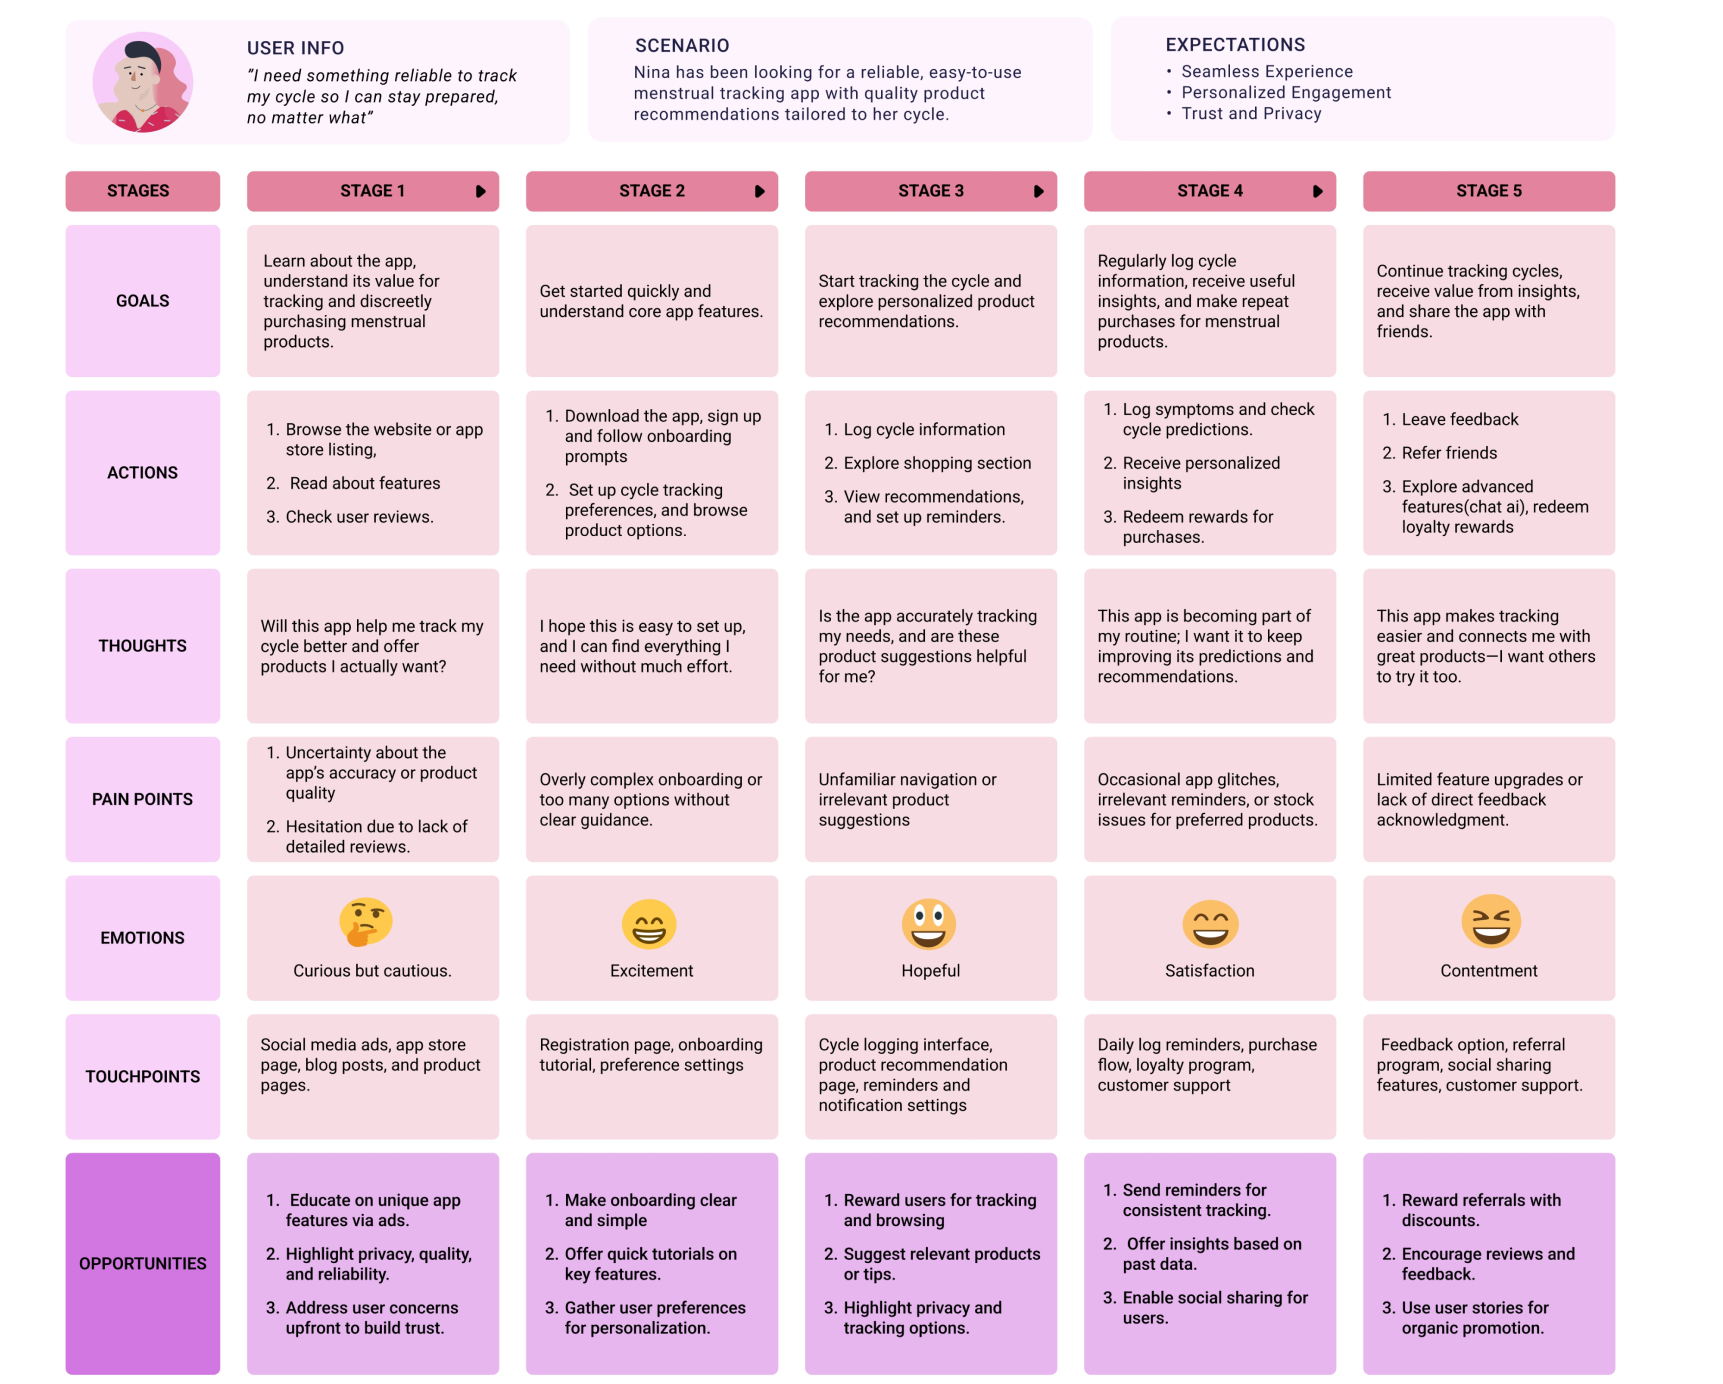 USER INFO
"I need something reliable to track
my cycle so I can stay prepared,
no matter what"
SCENARIO
Nina has been looking for a reliable, easy-to-use
menstrual tracking app with quality product
recommendations tailored to her cycle.
EXPECTATIONS
• Seamless Experience
• Personalized Engagement
• Trust and Privacy
STAGES
STAGE 1
STAGE 2
STAGE 3
STAGE 4
STAGE 5
GOALS
Learn about the app,
understand its value for
tracking and discreetly
purchasing menstrual
products.
Get started quickly and
understand core app features.
Start tracking the cycle and
explore personalized product
recommendations.
Regularly log cycle
information, receive useful
insights, and make repeat
purchases for menstrual
products.
Continue tracking cycles,
receive value from insights,
and share the app with
friends.
ACTIONS
1. Browse the website or app
store listing,
2. Read about features
3. Check user reviews.
1. Download the app, sign up
and follow onboarding
prompts
2. Set up cycle tracking
preferences, and browse
product options.
1. Log cycle information
2. Explore shopping section
3. View recommendations,
and set up reminders.
1. Log symptoms and check
cycle predictions.
2. Receive personalized
insights
3. Redeem rewards for
purchases.
1. Leave feedback
2. Refer friends
3. Explore advanced
features(chat ai), redeem
loyalty rewards
THOUGHTS
Will this app help me track my
cycle better and offer
products I actually want?
I hope this is easy to set up,
and I can find everything I
need without much effort.
Is the app accurately tracking
my needs, and are these
product suggestions helpful
for me?
This app is becoming part of
my routine; I want it to keep
improving its predictions and
recommendations.
This app makes tracking
easier and connects me with
great products—I want others
to try it too.
PAIN POINTS
1. Uncertainty about the
app's accuracy or product
quality
2. Hesitation due to lack of
detailed reviews.
Overly complex onboarding or
too many options without
clear guidance.
Unfamiliar navigation or
irrelevant product
suggestions
Occasional app glitches,
irrelevant reminders, or stock
issues for preferred products.
Limited feature upgrades or
lack of direct feedback
acknowledgment.
EMOTIONS
Curious but cautious.
Excitement
Hopeful
Satisfaction
Contentment
TOUCHPOINTS
Social media ads, app store
page, blog posts, and product
pages.
Registration page, onboarding
tutorial, preference settings
Cycle logging interface,
product recommendation
page, reminders and
notification settings
Daily log reminders, purchase
flow, loyalty program,
customer support
Feedback option, referral
program, social sharing
features, customer support.
OPPORTUNITIES
1. Educate on unique app
features via ads.
2. Highlight privacy, quality,
and reliability.
3. Address user concerns
upfront to build trust.
1. Make onboarding clear
and simple
2. Offer quick tutorials on
key features.
3. Gather user preferences
for personalization.
1. Reward users for tracking
and browsing
2. Suggest relevant products
or tips.
3. Highlight privacy and
tracking options.
1. Send reminders for
consistent tracking.
2. Offer insights based on
past data.
3. Enable social sharing for
users.
1. Reward referrals with
discounts.
2. Encourage reviews and
feedback.
3. Use user stories for
organic promotion.